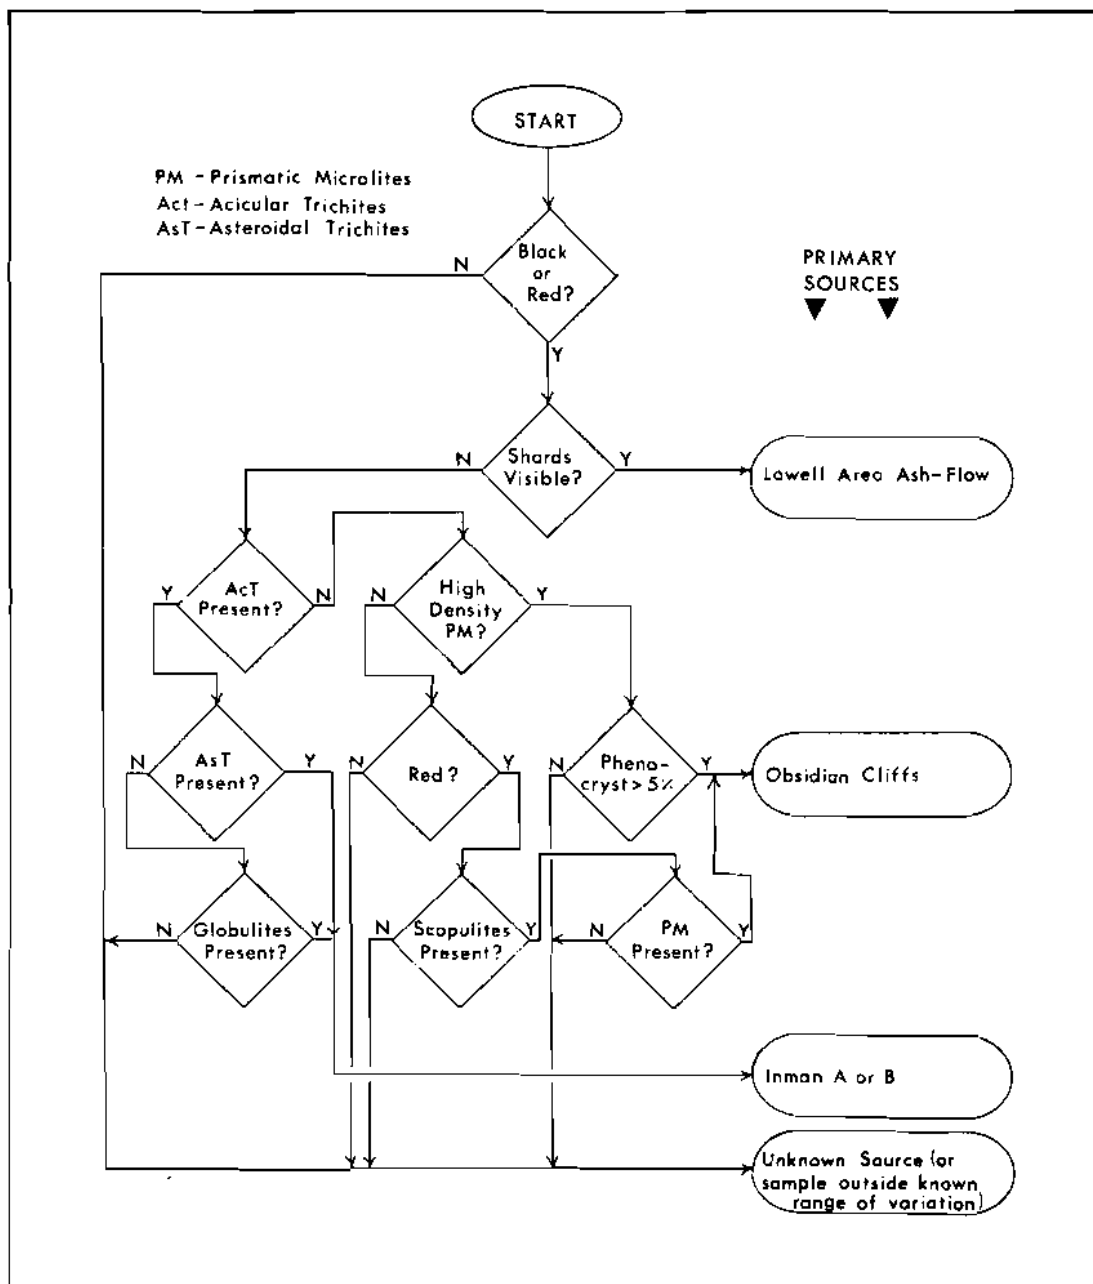 START
PM - Prismatic Microlites
Act - Acicular Trichites
AsT - Asteroidal Trichites
N
Black
or
Red?
Y
PRIMARY
SOURCES
N
Shards
Visible?
Y
Lowell Area Ash-Flow
Y
AcT
Present?
N
N
High
Density
PM?
Y
N
AsT
Present?
Y
N
Red?
Y
N
Pheno-
cryst > 5%
Y
Obsidian Cliffs
N
Globulites
Present?
Y
N
Scopulites
Present?
Y
N
PM
Present?
Y
Inman A or B
Unknown Source (or
sample outside known
range of variation)